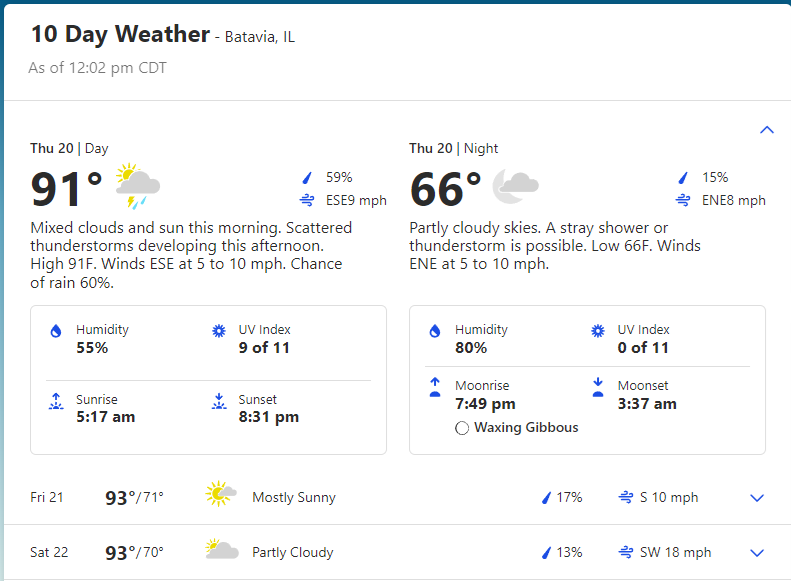 10 Day Weather - Batavia, IL
As of 12:02 pm CDT
Thu 20 | Day
91°
59%
ESE9 mph
Mixed clouds and sun this morning. Scattered
thunderstorms developing this afternoon.
High 91F. Winds ESE at 5 to 10 mph. Chance
of rain 60%.
Humidity
55%
UV Index
9 of 11
Sunrise
5:17 am
Sunset
8:31 pm
Thu 20 | Night
66°
15%
ENE8 mph
Partly cloudy skies. A stray shower or
thunderstorm is possible. Low 66F. Winds
ENE at 5 to 10 mph.
Humidity
80%
UV Index
0 of 11
Moonrise
7:49 pm
Waxing Gibbous
Moonset
3:37 am
Fri 21 93°/71° Mostly Sunny 17% S 10 mph
Sat 22 93°/70° Partly Cloudy 13% SW 18 mph